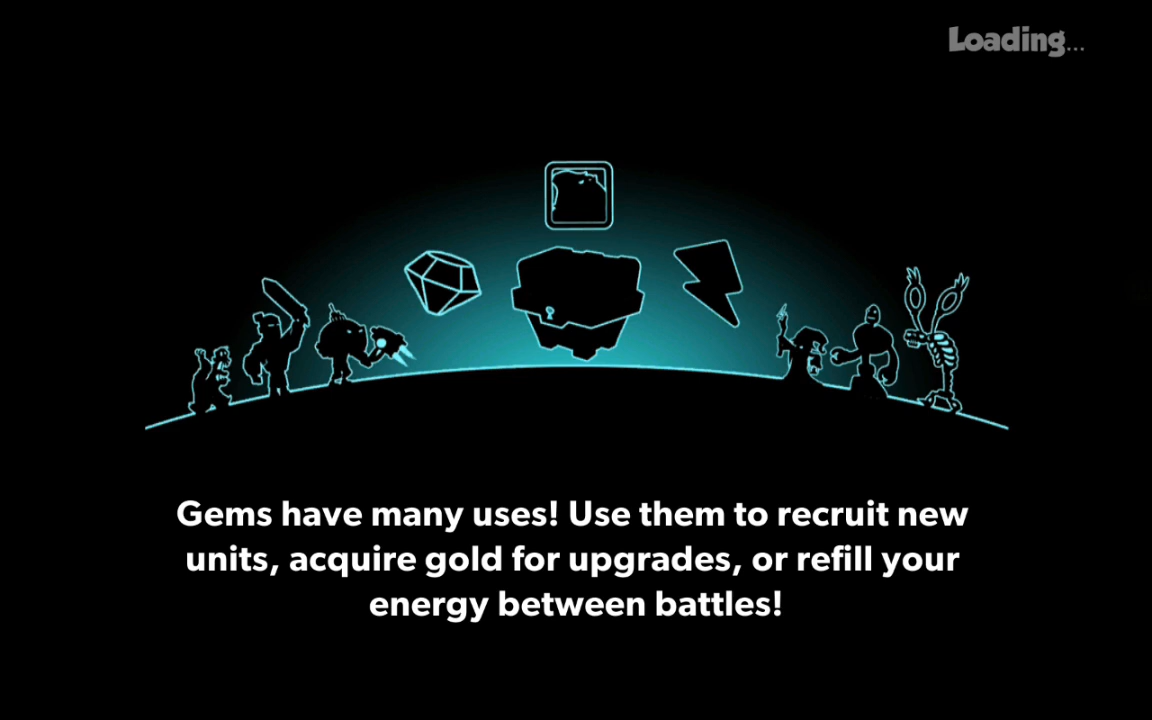 Loading...
Gems have many uses! Use them to recruit new
units, acquire gold for upgrades, or refill your
energy between battles!